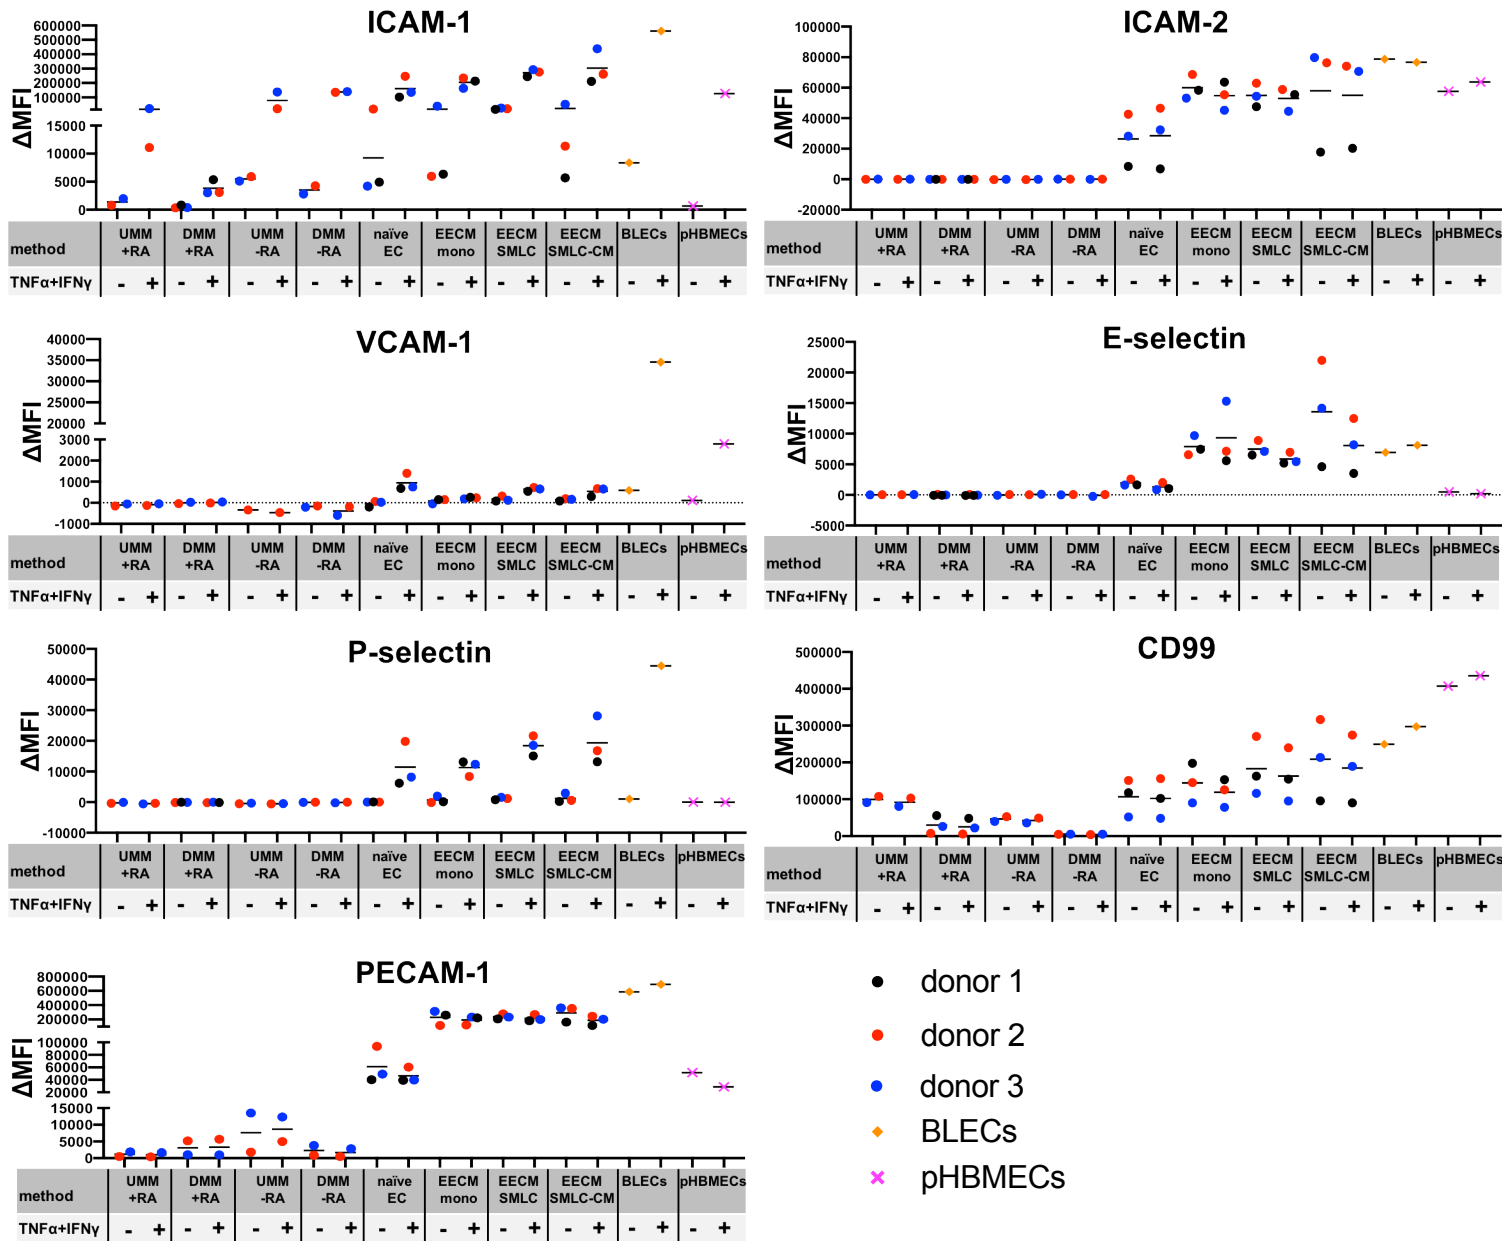 ICAM-1
600000
500000
400000
300000
200000
100000
15000
10000
5000
0
ΔMFI
method
UMM +RA DMM +RA UMM -RA DMM -RA naïve EC EECM mono EECM SMLC EECM SMLC-CM BLECs pHBMECs
TNFα+IFNγ - + - + - + - + - + - + - + - + - + - +
ICAM-2
100000
80000
60000
40000
20000
0
-20000
ΔMFI
method
UMM +RA DMM +RA UMM -RA DMM -RA naïve EC EECM mono EECM SMLC EECM SMLC-CM BLECs pHBMECs
TNFα+IFNγ - + - + - + - + - + - + - + - + - + - +
VCAM-1
40000
35000
30000
25000
20000
3000
2000
1000
0
-1000
ΔMFI
method
UMM +RA DMM +RA UMM -RA DMM -RA naïve EC EECM mono EECM SMLC EECM SMLC-CM BLECs pHBMECs
TNFα+IFNγ - + - + - + - + - + - + - + - + - + - +
E-selectin
25000
20000
15000
10000
5000
0
-5000
ΔMFI
method
UMM +RA DMM +RA UMM -RA DMM -RA naïve EC EECM mono EECM SMLC EECM SMLC-CM BLECs pHBMECs
TNFα+IFNγ - + - + - + - + - + - + - + - + - + - +
P-selectin
50000
40000
30000
20000
10000
0
-10000
ΔMFI
method
UMM +RA DMM +RA UMM -RA DMM -RA naïve EC EECM mono EECM SMLC EECM SMLC-CM BLECs pHBMECs
TNFα+IFNγ - + - + - + - + - + - + - + - + - + - +
CD99
500000
400000
300000
200000
100000
0
ΔMFI
method
UMM +RA DMM +RA UMM -RA DMM -RA naïve EC EECM mono EECM SMLC EECM SMLC-CM BLECs pHBMECs
TNFα+IFNγ - + - + - + - + - + - + - + - + - + - +
PECAM-1
800000
600000
400000
200000
100000
80000
60000
40000
20000
15000
10000
5000
0
ΔMFI
method
UMM +RA DMM +RA UMM -RA DMM -RA naïve EC EECM mono EECM SMLC EECM SMLC-CM BLECs pHBMECs
TNFα+IFNγ - + - + - + - + - + - + - + - + - + - +
donor 1
donor 2
donor 3
BLECs
pHBMECs